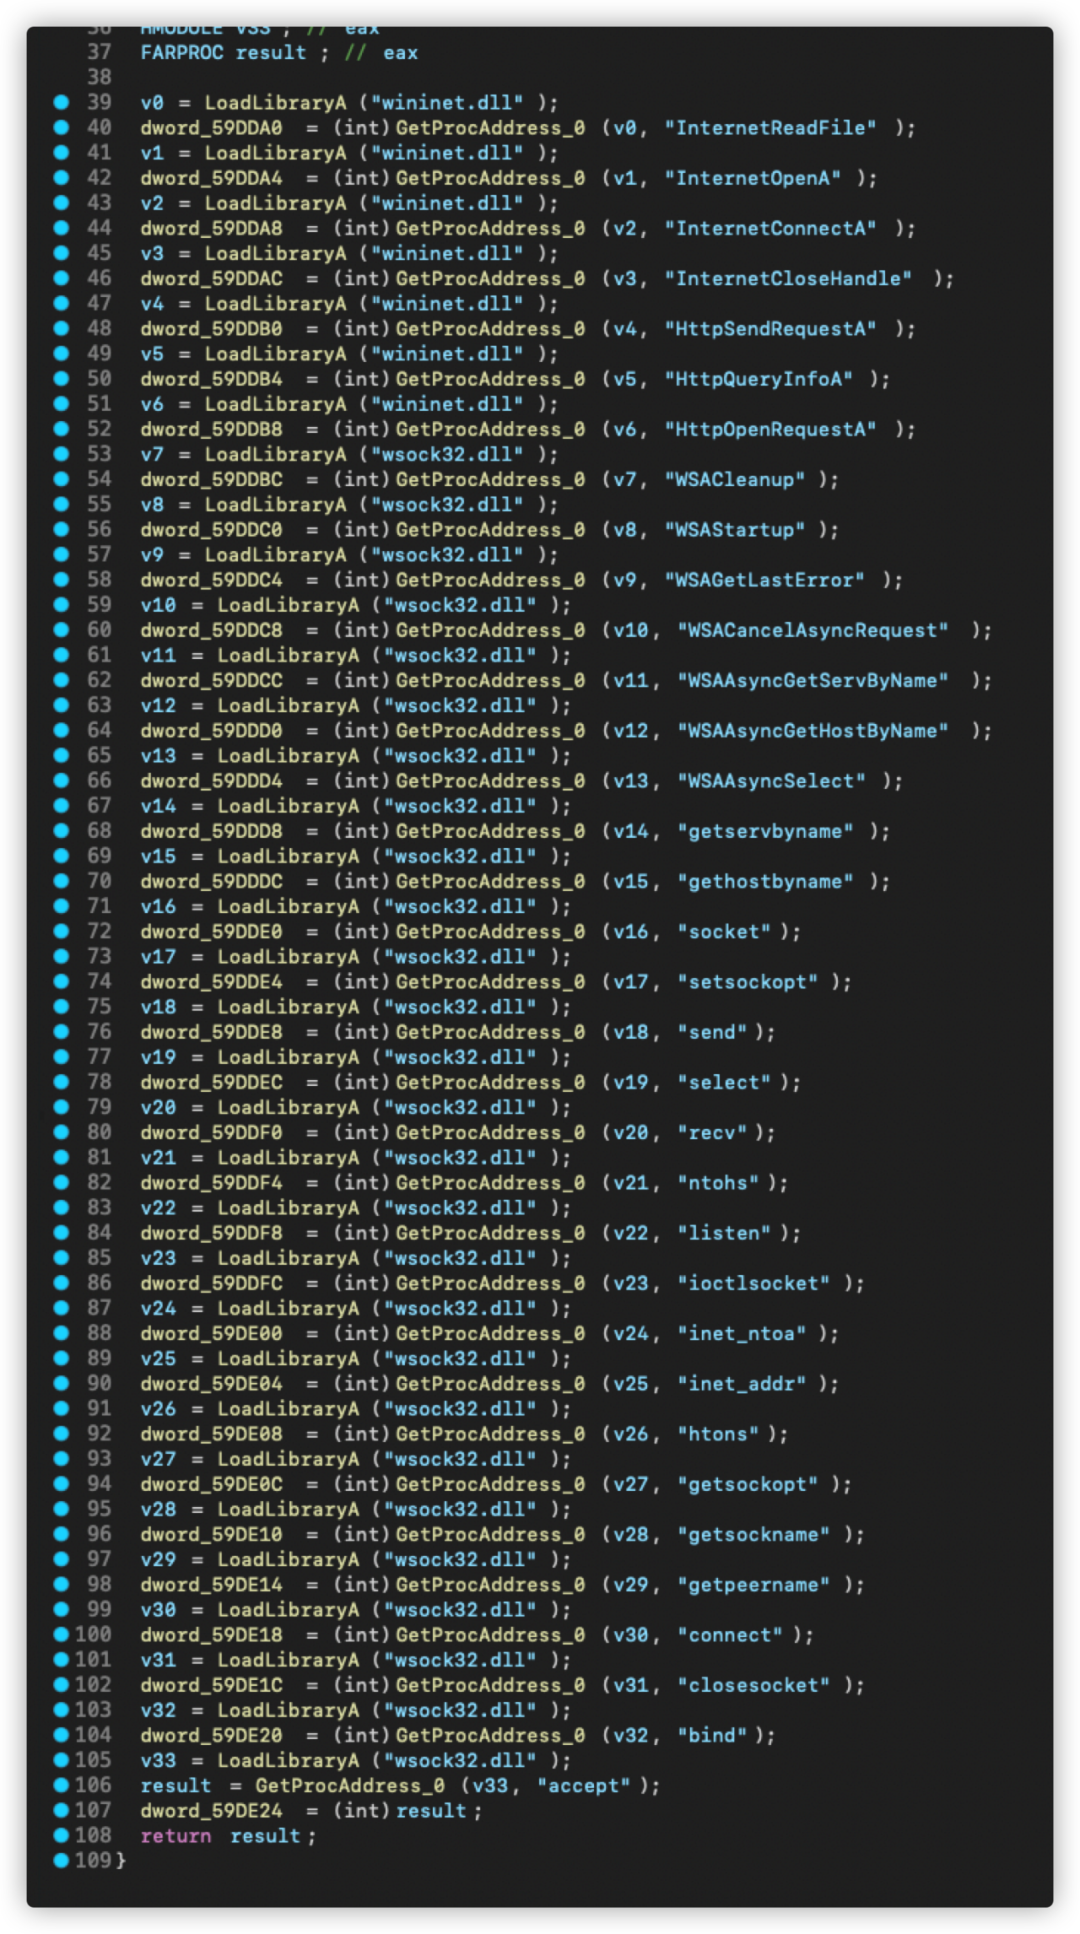 36 HMODULE v33 ; // eax
37 FARPROC result ; // eax
38
39 v0 = LoadLibraryA ("wininet.dll" );
40 dword_59DDA0 = (int)GetProcAddress_0 (v0, "InternetReadFile" );
41 v1 = LoadLibraryA ("wininet.dll" );
42 dword_59DDA4 = (int)GetProcAddress_0 (v1, "InternetOpenA" );
43 v2 = LoadLibraryA ("wininet.dll" );
44 dword_59DDA8 = (int)GetProcAddress_0 (v2, "InternetConnectA" );
45 v3 = LoadLibraryA ("wininet.dll" );
46 dword_59DDAC = (int)GetProcAddress_0 (v3, "InternetCloseHandle" );
47 v4 = LoadLibraryA ("wininet.dll" );
48 dword_59DDB0 = (int)GetProcAddress_0 (v4, "HttpSendRequestA" );
49 v5 = LoadLibraryA ("wininet.dll" );
50 dword_59DDB4 = (int)GetProcAddress_0 (v5, "HttpQueryInfoA" );
51 v6 = LoadLibraryA ("wininet.dll" );
52 dword_59DDB8 = (int)GetProcAddress_0 (v6, "HttpOpenRequestA" );
53 v7 = LoadLibraryA ("wsock32.dll" );
54 dword_59DDBC = (int)GetProcAddress_0 (v7, "WSACleanup" );
55 v8 = LoadLibraryA ("wsock32.dll" );
56 dword_59DDC0 = (int)GetProcAddress_0 (v8, "WSAStartup" );
57 v9 = LoadLibraryA ("wsock32.dll" );
58 dword_59DDC4 = (int)GetProcAddress_0 (v9, "WSAGetLastError" );
59 v10 = LoadLibraryA ("wsock32.dll" );
60 dword_59DDC8 = (int)GetProcAddress_0 (v10, "WSACancelAsyncRequest" );
61 v11 = LoadLibraryA ("wsock32.dll" );
62 dword_59DDCC = (int)GetProcAddress_0 (v11, "WSAAsyncGetServByName" );
63 v12 = LoadLibraryA ("wsock32.dll" );
64 dword_59DDD0 = (int)GetProcAddress_0 (v12, "WSAAsyncGetHostByName" );
65 v13 = LoadLibraryA ("wsock32.dll" );
66 dword_59DDD4 = (int)GetProcAddress_0 (v13, "WSAAsyncSelect" );
67 v14 = LoadLibraryA ("wsock32.dll" );
68 dword_59DDD8 = (int)GetProcAddress_0 (v14, "getservbyname" );
69 v15 = LoadLibraryA ("wsock32.dll" );
70 dword_59DDDC = (int)GetProcAddress_0 (v15, "gethostbyname" );
71 v16 = LoadLibraryA ("wsock32.dll" );
72 dword_59DDE0 = (int)GetProcAddress_0 (v16, "socket" );
73 v17 = LoadLibraryA ("wsock32.dll" );
74 dword_59DDE4 = (int)GetProcAddress_0 (v17, "setsockopt" );
75 v18 = LoadLibraryA ("wsock32.dll" );
76 dword_59DDE8 = (int)GetProcAddress_0 (v18, "send" );
77 v19 = LoadLibraryA ("wsock32.dll" );
78 dword_59DDEC = (int)GetProcAddress_0 (v19, "select" );
79 v20 = LoadLibraryA ("wsock32.dll" );
80 dword_59DDF0 = (int)GetProcAddress_0 (v20, "recv" );
81 v21 = LoadLibraryA ("wsock32.dll" );
82 dword_59DDF4 = (int)GetProcAddress_0 (v21, "ntohs" );
83 v22 = LoadLibraryA ("wsock32.dll" );
84 dword_59DDF8 = (int)GetProcAddress_0 (v22, "listen" );
85 v23 = LoadLibraryA ("wsock32.dll" );
86 dword_59DDFC = (int)GetProcAddress_0 (v23, "ioctlsocket" );
87 v24 = LoadLibraryA ("wsock32.dll" );
88 dword_59DE00 = (int)GetProcAddress_0 (v24, "inet_ntoa" );
89 v25 = LoadLibraryA ("wsock32.dll" );
90 dword_59DE04 = (int)GetProcAddress_0 (v25, "inet_addr" );
91 v26 = LoadLibraryA ("wsock32.dll" );
92 dword_59DE08 = (int)GetProcAddress_0 (v26, "htons" );
93 v27 = LoadLibraryA ("wsock32.dll" );
94 dword_59DE0C = (int)GetProcAddress_0 (v27, "getsockopt" );
95 v28 = LoadLibraryA ("wsock32.dll" );
96 dword_59DE10 = (int)GetProcAddress_0 (v28, "getsockname" );
97 v29 = LoadLibraryA ("wsock32.dll" );
98 dword_59DE14 = (int)GetProcAddress_0 (v29, "getpeername" );
99 v30 = LoadLibraryA ("wsock32.dll" );
100 dword_59DE18 = (int)GetProcAddress_0 (v30, "connect" );
101 v31 = LoadLibraryA ("wsock32.dll" );
102 dword_59DE1C = (int)GetProcAddress_0 (v31, "closesocket" );
103 v32 = LoadLibraryA ("wsock32.dll" );
104 dword_59DE20 = (int)GetProcAddress_0 (v32, "bind" );
105 v33 = LoadLibraryA ("wsock32.dll" );
106 result = GetProcAddress_0 (v33, "accept" );
107 dword_59DE24 = (int)result ;
108 return result ;
109 }